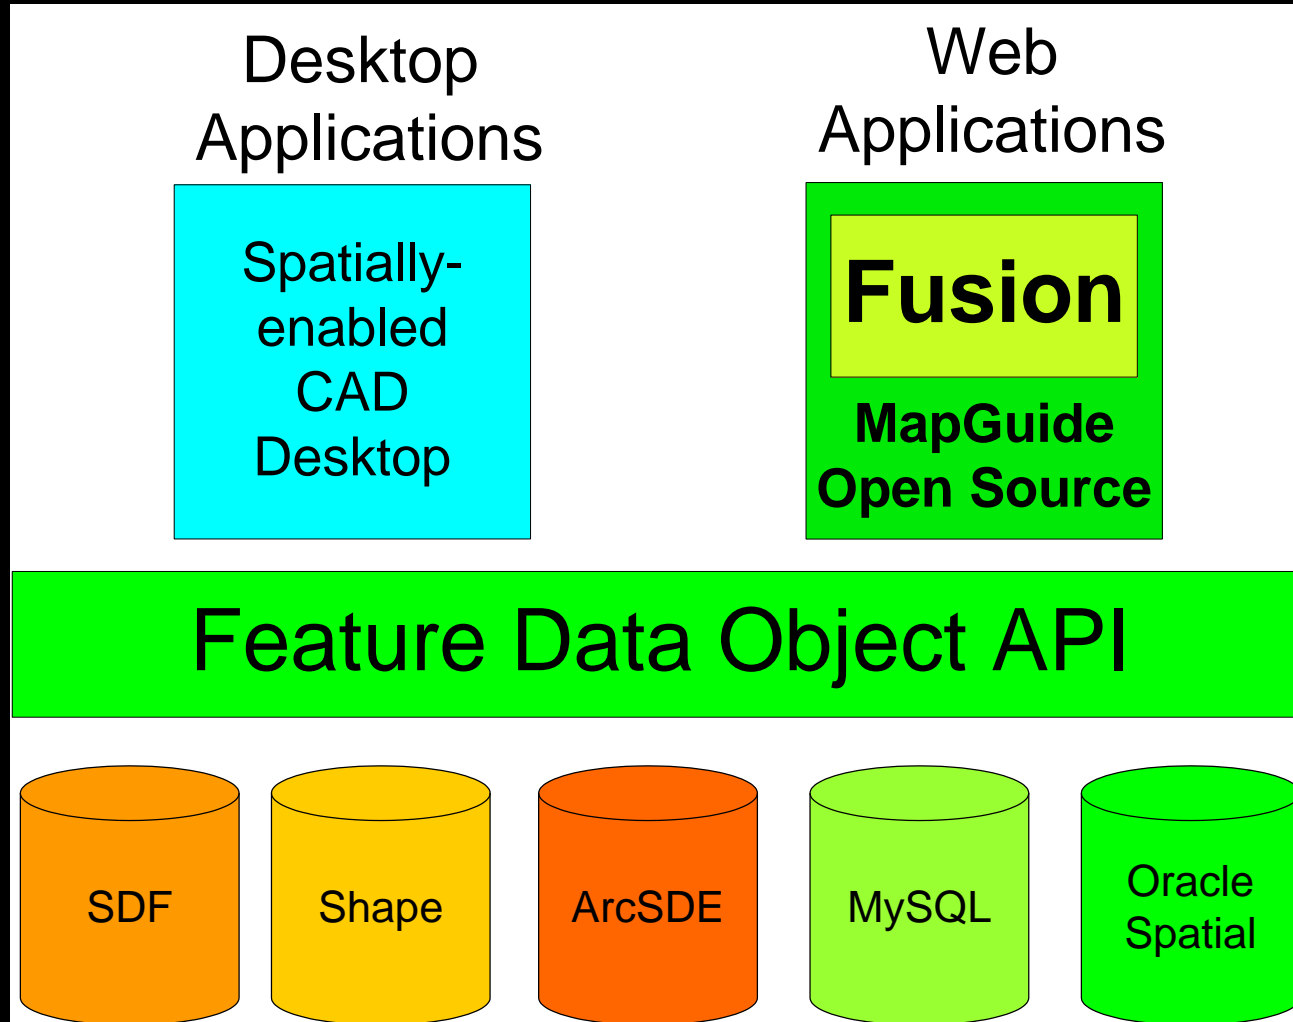 Desktop
Applications
Web
Applications
Spatially-
enabled
CAD
Desktop
Fusion
MapGuide
Open Source
Feature Data Object API
SDF
Shape
ArcSDE
MySQL
Oracle
Spatial